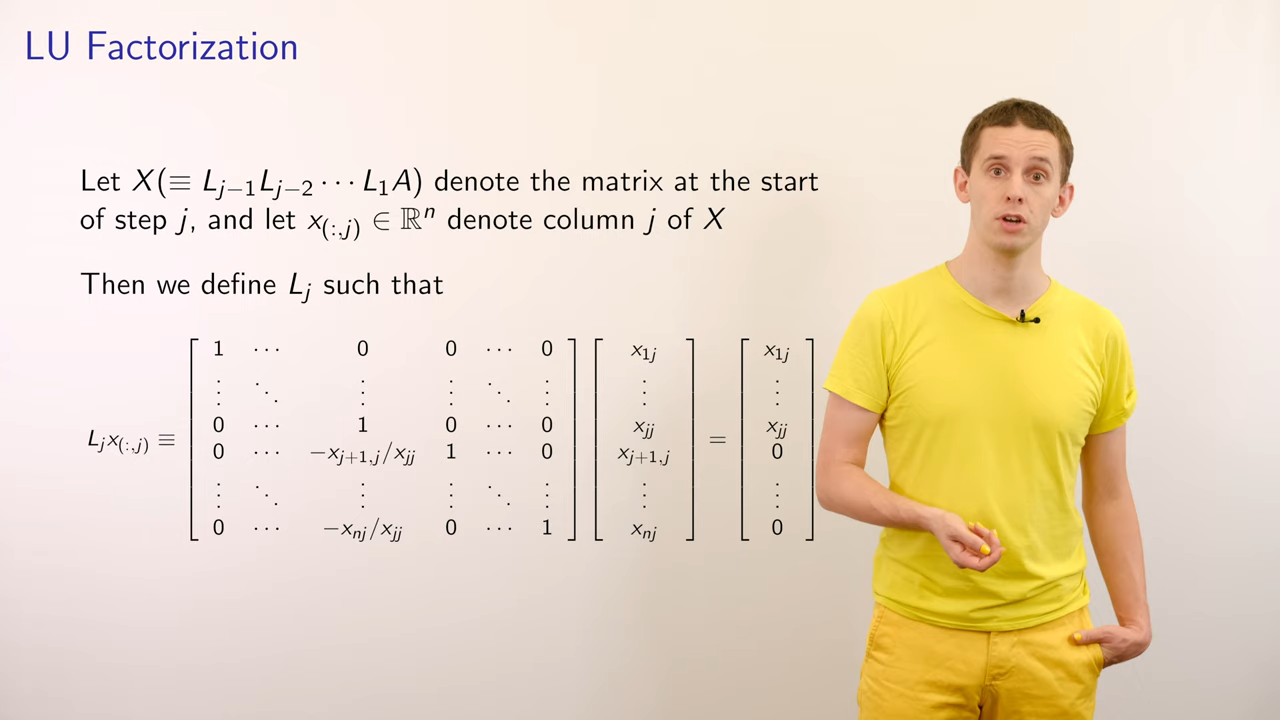 LU Factorization
Let X(≡ L_{j−1}L_{j−2} ⋯ L_1A) denote the matrix at the start
of step j, and let x_{(:,j)} ∈ ℝ^n denote column j of X
Then we define L_j such that
1 ⋯ 0 0 ⋯ 0 x_{1j} x_{1j}
⋮ ⋱ ⋮ ⋮ ⋱ ⋮ ⋮ ⋮
0 ⋯ 1 0 ⋯ 0 x_{jj} x_{jj}
L_jx_{(:,j)} ≡ =
0 ⋯ −x_{j+1,j}/x_{jj} 1 ⋯ 0 x_{j+1,j} 0
⋮ ⋱ ⋮ ⋮ ⋱ ⋮ ⋮ ⋮
0 ⋯ −x_{nj}/x_{jj} 0 ⋯ 1 x_{nj} 0